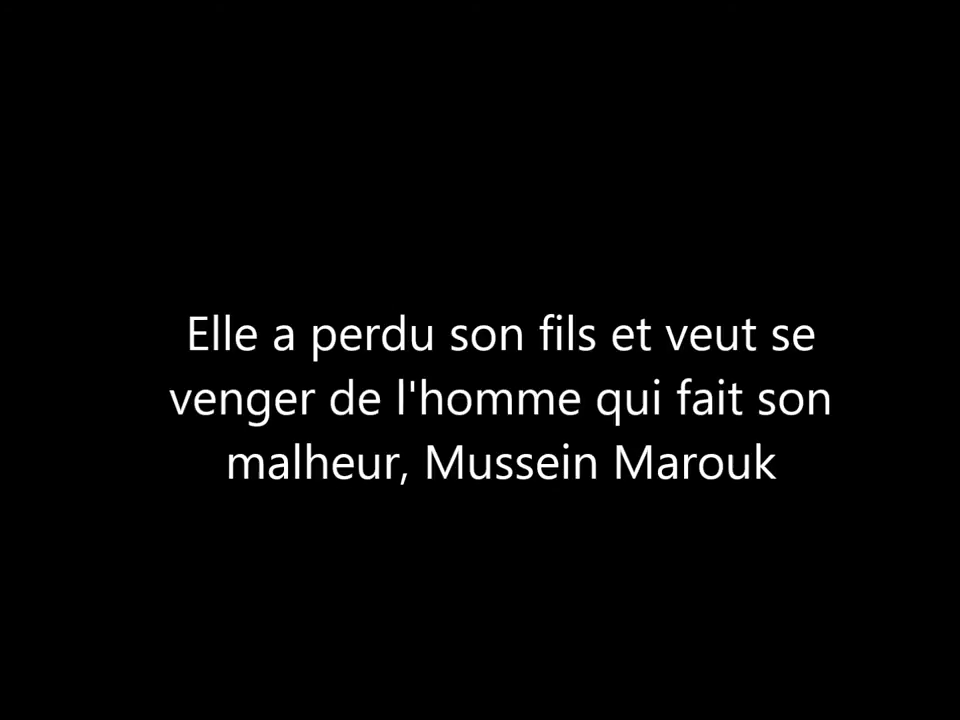 Elle a perdu son fils et veut se
venger de l'homme qui fait son
malheur, Mussein Marouk